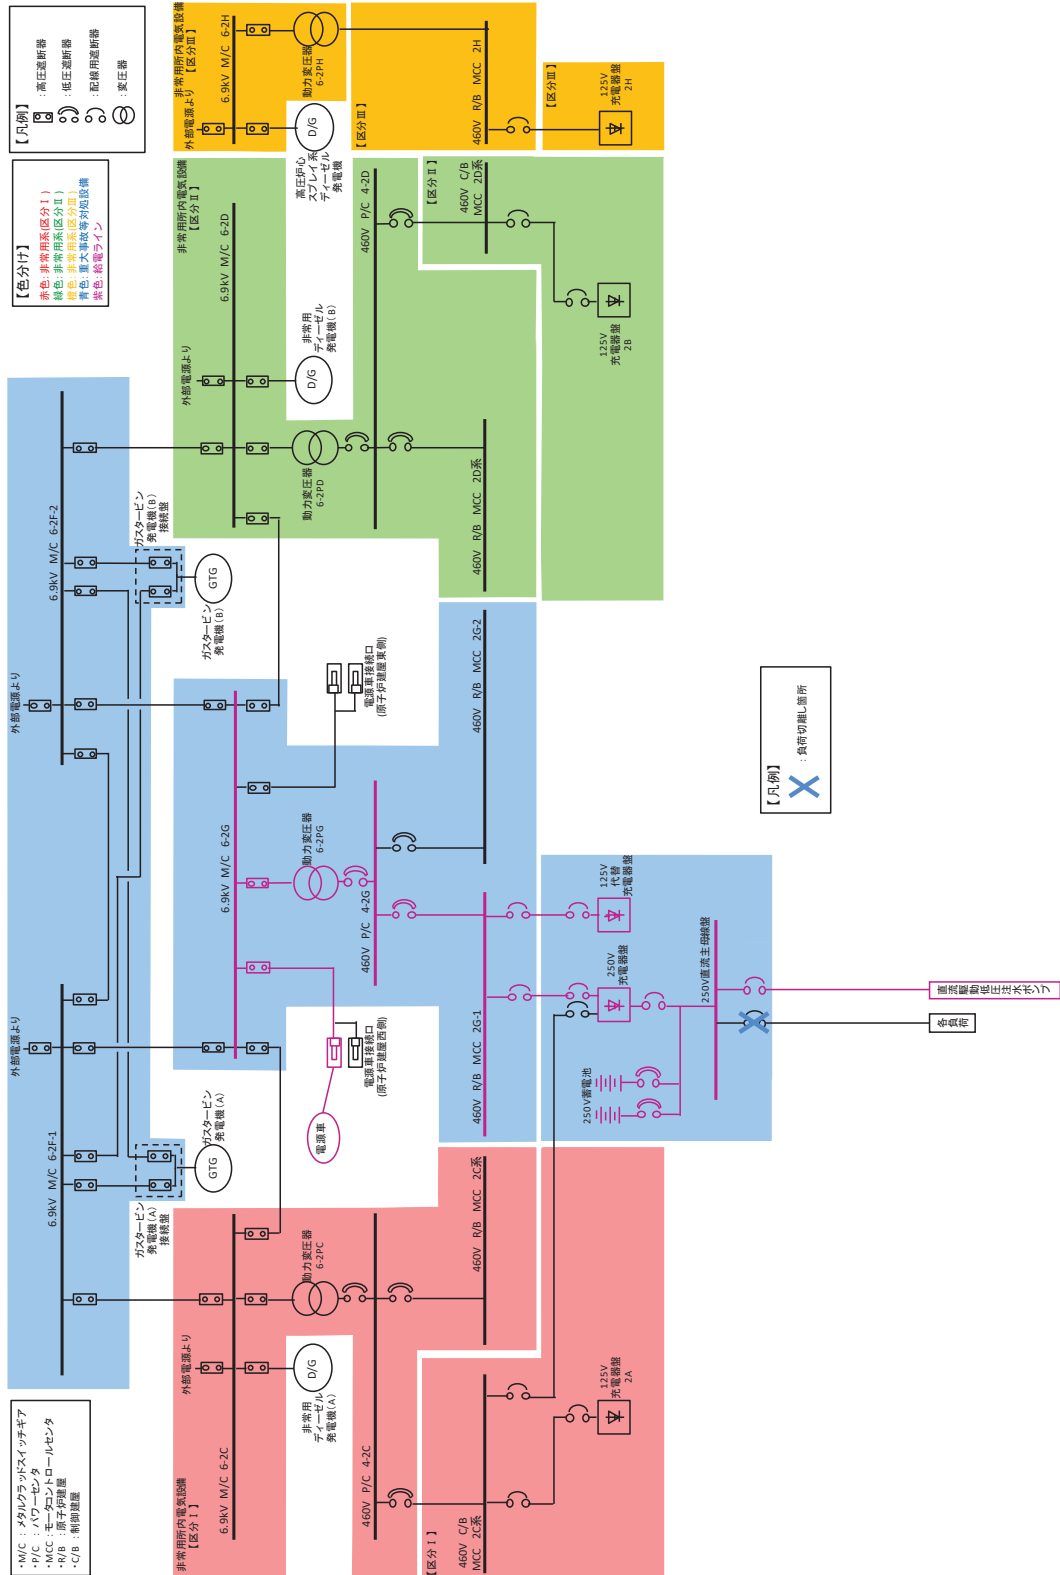 ・M/C ： メタルクラッドスイッチギア
・P/C ： パワーセンタ
・MCC ：モータコントロールセンタ
・R/B ：原子炉建屋
・C/B ：制御建屋
【色分け】
赤色：非常用系(区分Ⅰ)
緑色：非常用系(区分Ⅱ)
橙色：非常用系(区分Ⅲ)
青色：重大事故等対処設備
紫色：給電ライン
【凡例】
：高圧遮断器
：低圧遮断器
：配線用遮断器
：変圧器
6.9kV M/C 6-2F-1
外部電源より
6.9kV M/C 6-2F-2
外部電源より
ガスタービン
発電機(A)
接続盤
GTG
ガスタービン
発電機(A)
ガスタービン
発電機(B)
接続盤
GTG
ガスタービン
発電機(B)
非常用所内電気設備
【区分Ⅰ】
6.9kV M/C 6-2C
外部電源より
D/G
非常用
ディーゼル
発電機(A)
動力変圧器
6-2PC
460V P/C 4-2C
460V R/B MCC 2C系
【区分Ⅰ】
460V C/B
MCC 2C系
125V
充電器盤
2A
6.9kV M/C 6-2G
電源車
電源車接続口
(原子炉建屋西側)
動力変圧器
6-2PG
電源車接続口
(原子炉建屋東側)
460V P/C 4-2G
460V R/B MCC 2G-1
460V R/B MCC 2G-2
250V蓄電池
250V
充電器盤
125V
代替
充電器盤
250V直流主母線盤
各負荷
直流駆動低圧注水ポンプ
非常用所内電気設備
【区分Ⅱ】
6.9kV M/C 6-2D
外部電源より
D/G
非常用
ディーゼル
発電機(B)
動力変圧器
6-2PD
460V P/C 4-2D
460V R/B MCC 2D系
【区分Ⅱ】
460V C/B
MCC 2D系
125V
充電器盤
2B
非常用所内電気設備
【区分Ⅲ】
6.9kV M/C 6-2H
外部電源より
D/G
高圧炉心
スプレイ系
ディーゼル
発電機
動力変圧器
6-2PH
【区分Ⅲ】
460V R/B MCC 2H
【区分Ⅲ】
125V
充電器盤
2H
【凡例】
：負荷切離し箇所